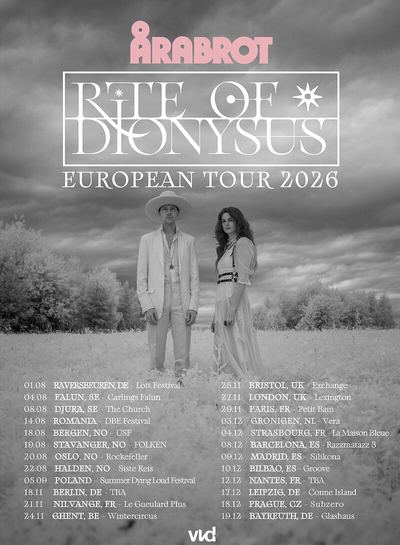 ÅRABROT
RITE OF
DIONYSUS
EUROPEAN TOUR 2026
01.08 RAVERSBEUREN, DE - Lott Festival
04.08 FALUN, SE - Carlings Falun
08.08 DJURA, SE - The Church
14.08 ROMANIA - DBE Festival
18.08 BERGEN, NO - USF
19.08 STAVANGER, NO - FOLKEN
20.08 OSLO, NO - Rockefeller
22.08 HALDEN, NO - Siste Reis
05.09 POLAND - Summer Dying Loud Festival
18.11 BERLIN, DE - TBA
21.11 NILVANGE, FR - Le Gueulard Plus
24.11 GHENT, BE - Wintercircus
25.11 BRISTOL, UK - Exchange
27.11 LONDON, UK - Lexington
29.11 PARIS, FR - Petit Bain
03.12 GRONIGEN, NL - Vera
04.12 STRASBOURG, FR - La Maison Bleue
08.12 BARCELONA, ES - Razzmatazz 3
09.12 MADRID, ES - Silikona
10.12 BILBAO, ES - Groove
12.12 NANTES, FR - TBA
17.12 LEIPZIG, DE - Conne Island
18.12 PRAGUE, CZ - Subzero
19.12 BAYREUTH, DE - Glashaus
vld